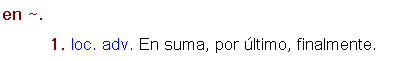 en ~.
1. loc. adv. En suma, por último, finalmente.